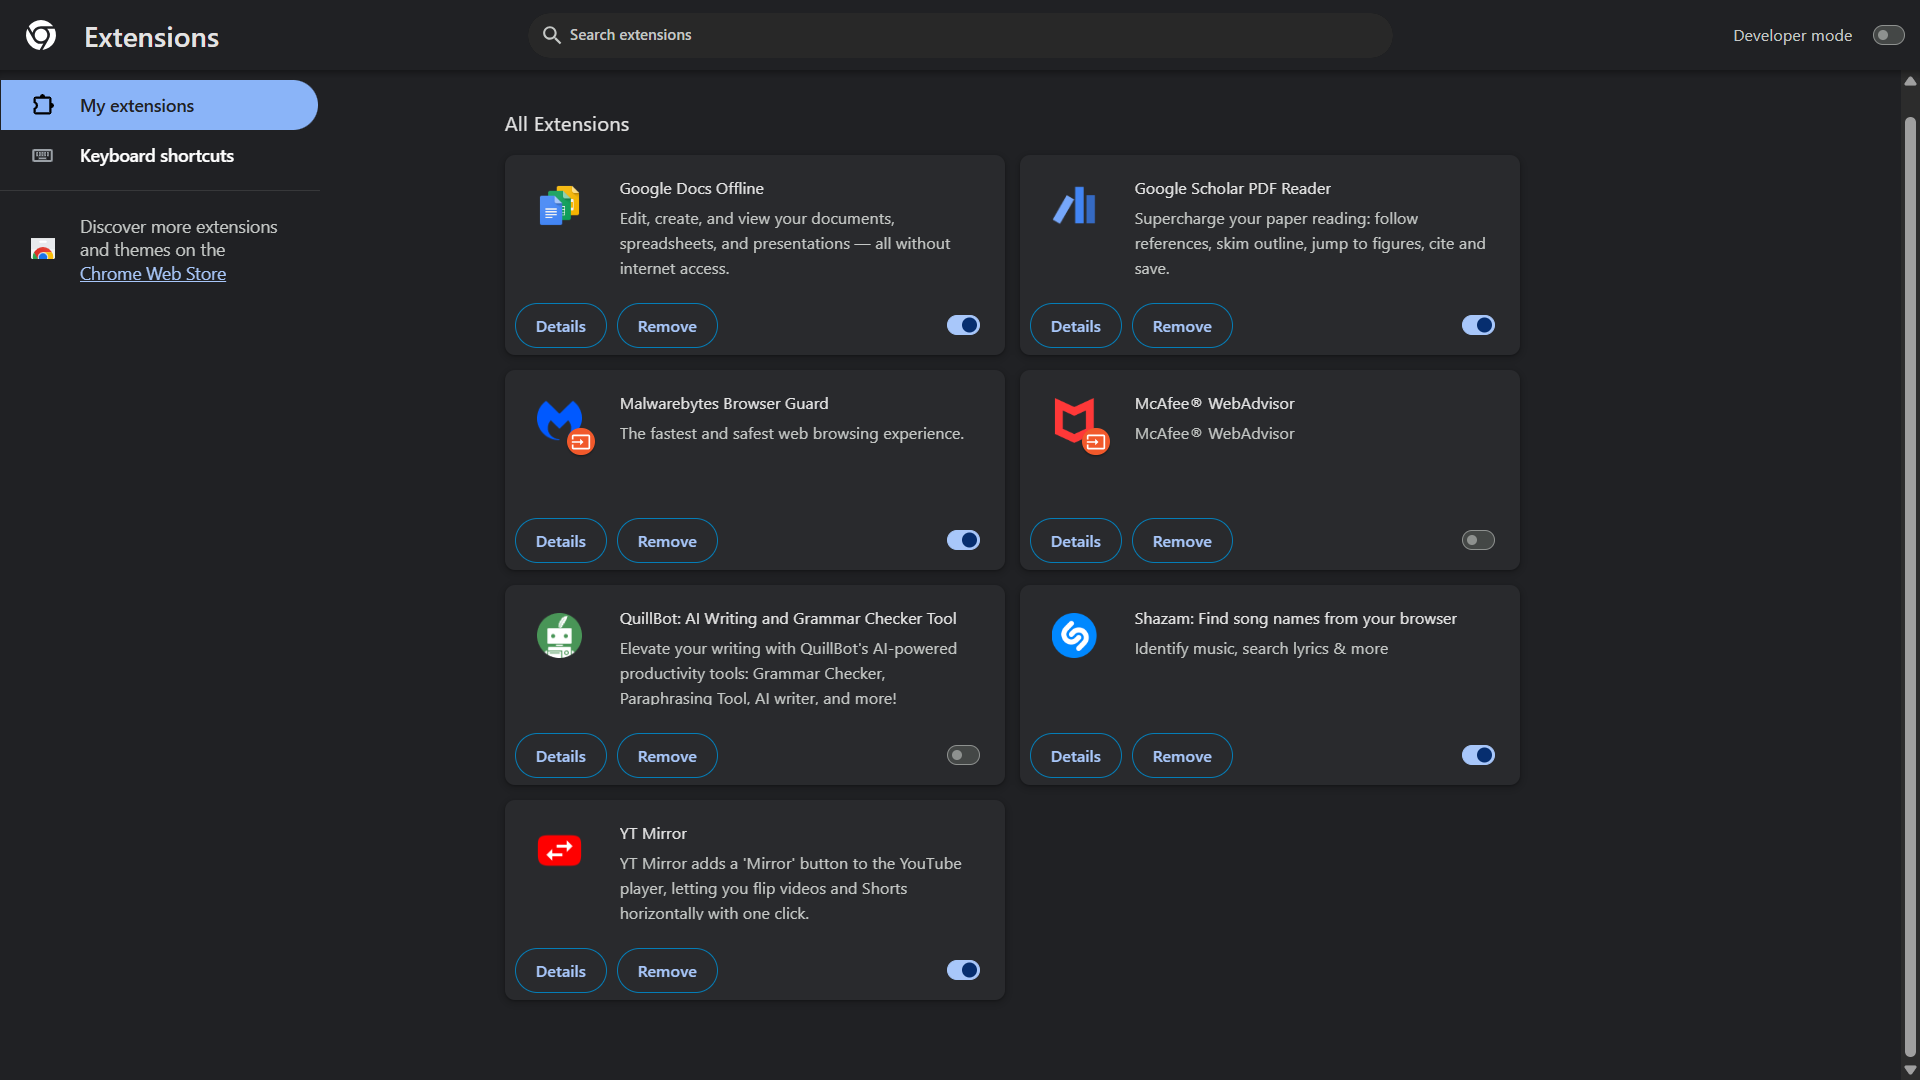 Extensions
Search extensions
Developer mode
My extensions
Keyboard shortcuts
Discover more extensions
and themes on the
Chrome Web Store
All Extensions
Google Docs Offline
Edit, create, and view your documents,
spreadsheets, and presentations — all without
internet access.
Details
Remove
Google Scholar PDF Reader
Supercharge your paper reading: follow
references, skim outline, jump to figures, cite and
save.
Details
Remove
Malwarebytes Browser Guard
The fastest and safest web browsing experience.
Details
Remove
McAfee® WebAdvisor
McAfee® WebAdvisor
Details
Remove
QuillBot: AI Writing and Grammar Checker Tool
Elevate your writing with QuillBot's AI-powered
productivity tools: Grammar Checker,
Paraphrasing Tool, AI writer, and more!
Details
Remove
Shazam: Find song names from your browser
Identify music, search lyrics & more
Details
Remove
YT Mirror
YT Mirror adds a 'Mirror' button to the YouTube
player, letting you flip videos and Shorts
horizontally with one click.
Details
Remove